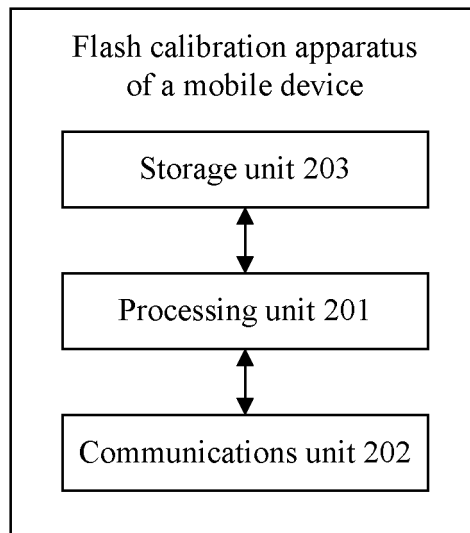 Flash calibration apparatus
of a mobile device
Storage unit 203
Processing unit 201
Communications unit 202